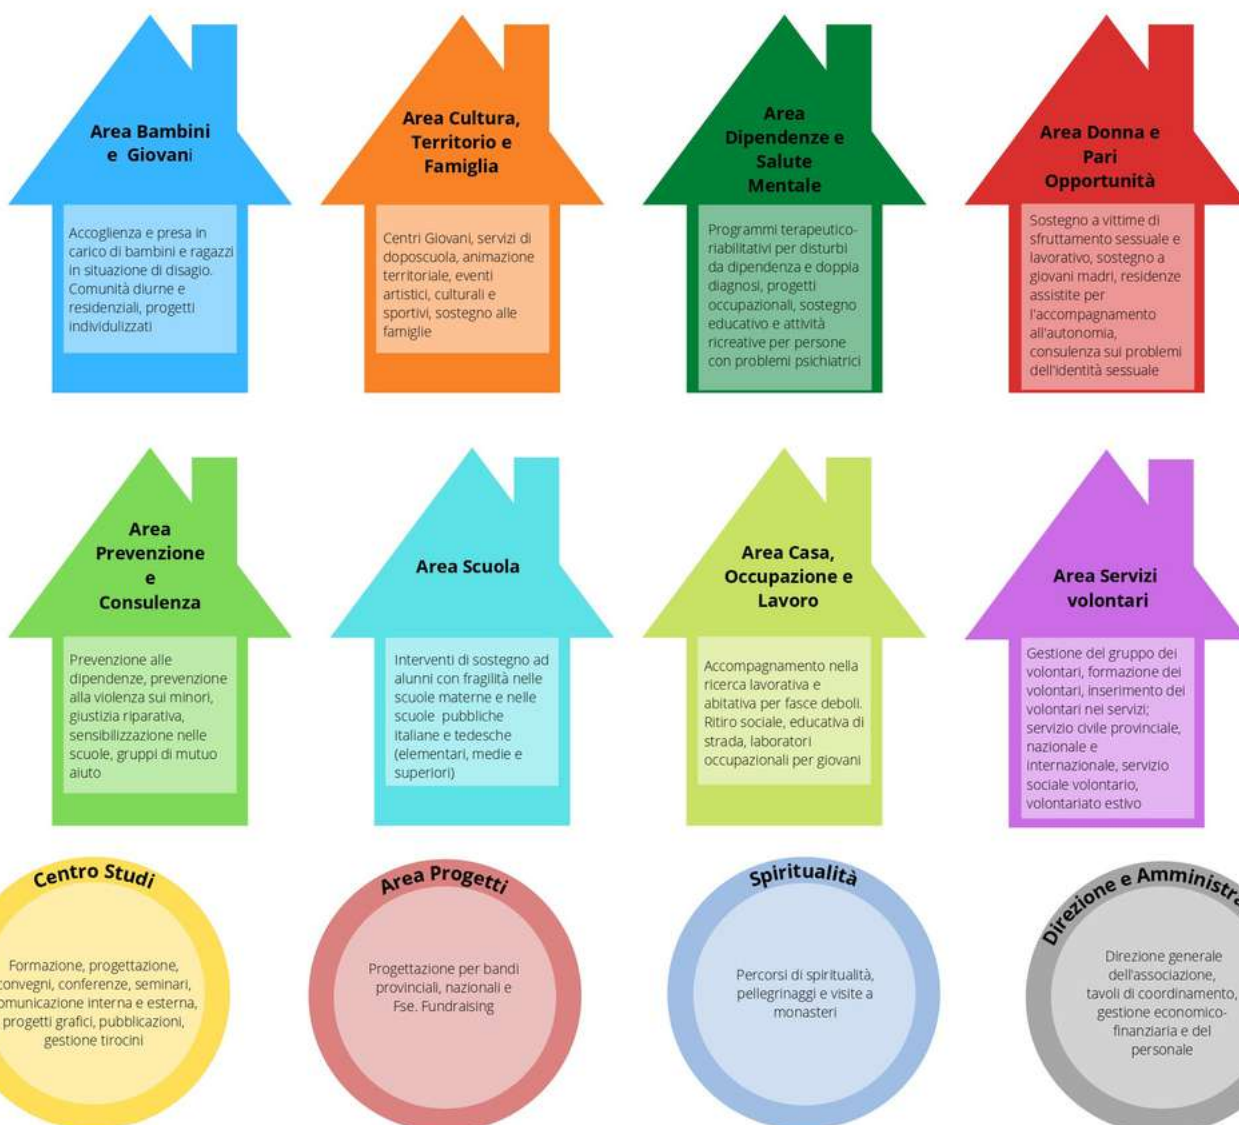 Area Bambini
e Giovani
Accoglienza e presa in
carico di bambini e ragazzi
in situazione di disagio.
Comunità diurne e
residenziali, progetti
individulizzati
Area Cultura,
Territorio e
Famiglia
Centri Giovani, servizi di
doposcuola, animazione
territoriale, eventi
artistici, culturali e
sportivi, sostegno alle
famiglie
Area
Dipendenze e
Salute
Mentale
Programmi terapeutico-
riabilitativi per disturbi
da dipendenza e doppia
diagnosi, progetti
occupazionali, sostegno
educativo e attività
ricreative per persone
con problemi psichiatrici
Area Donna e
Pari
Opportunità
Sostegno a vittime di
sfruttamento sessuale e
lavorativo, sostegno a
giovani madri, residenze
assistite per
l'accompagnamento
all'autonomia,
consulenza sui problemi
dell'identità sessuale
Area
Prevenzione
e
Consulenza
Prevenzione alle
dipendenze, prevenzione
alla violenza sui minori,
giustizia riparativa,
sensibilizzazione nelle
scuole, gruppi di mutuo
aiuto
Area Scuola
Interventi di sostegno ad
alunni con fragilità nelle
scuole materne e nelle
scuole pubbliche
italiane e tedesche
(elementari, medie e
superiori)
Area Casa,
Occupazione e
Lavoro
Accompagnamento nella
ricerca lavorativa e
abitativa per fasce deboli.
Ritiro sociale, educativa di
strada, laboratori
occupazionali per giovani
Area Servizi
volontari
Gestione del gruppo dei
volontari, formazione dei
volontari, inserimento dei
volontari nei servizi;
servizio civile provinciale,
nazionale e
internazionale, servizio
sociale volontario,
volontariato estivo
Centro Studi
Formazione, progettazione,
convegni, conferenze, seminari,
omunicazione interna e esterna,
progetti grafici, pubblicazioni,
gestione tirocini
Area Progetti
Progettazione per bandi
provinciali, nazionali e
Fse. Fundraising
Spiritualità
Percorsi di spiritualità,
pellegrinaggi e visite a
monasteri
Direzione e Amministra
Direzione generale
dell'associazione,
tavoli di coordinamento,
gestione economico-
finanziaria e del
personale